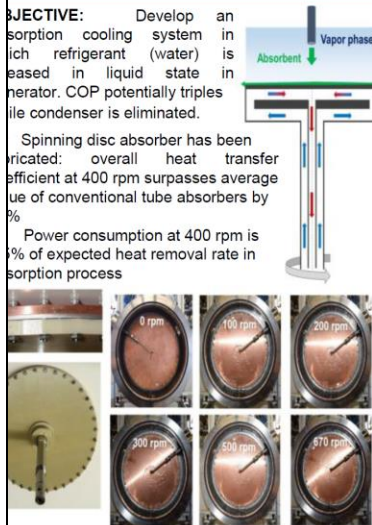 BJECTIVE: Develop an
sorption cooling system in
ich refrigerant (water) is
eased in liquid state in
nerator. COP potentially triples
ile condenser is eliminated.
Spinning disc absorber has been
ricated: overall heat transfer
efficient at 400 rpm surpasses average
ue of conventional tube absorbers by
%
Power consumption at 400 rpm is
5% of expected heat removal rate in
sorption process
Vapor phase
Absorbent
0 rpm
100 rpm
200 rpm
300 rpm
500 rpm
670 rpm